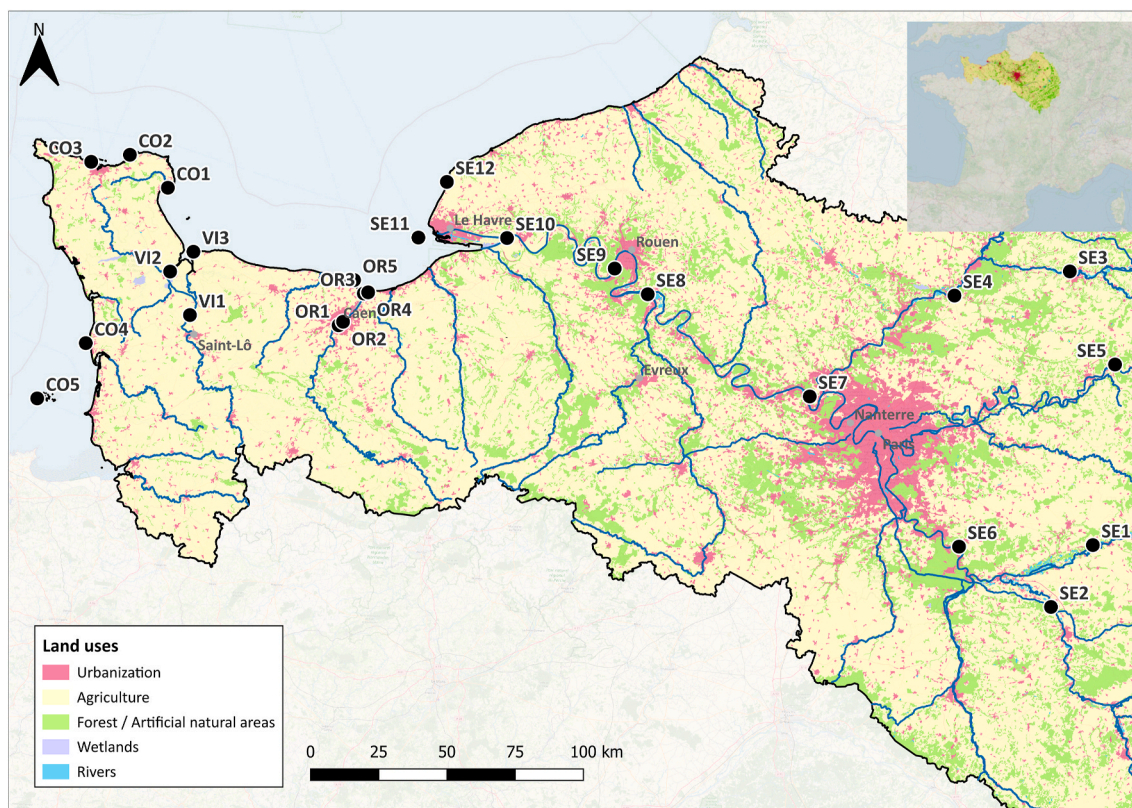 N
CO3
CO2
CO1
SE12
SE11
Le Havre
SE10
VI3
VI2
Rouen
SE9
SE8
SE3
SE4
OR3
OR5
OR1
Caen
OR4
OR2
VI1
Saint-Lô
CO4
CO5
Evreux
SE5
SE7
Nanterre
Paris
SE6
SE1
SE2
Land uses
Urbanization
Agriculture
Forest / Artificial natural areas
Wetlands
Rivers
0 25 50 75 100 km